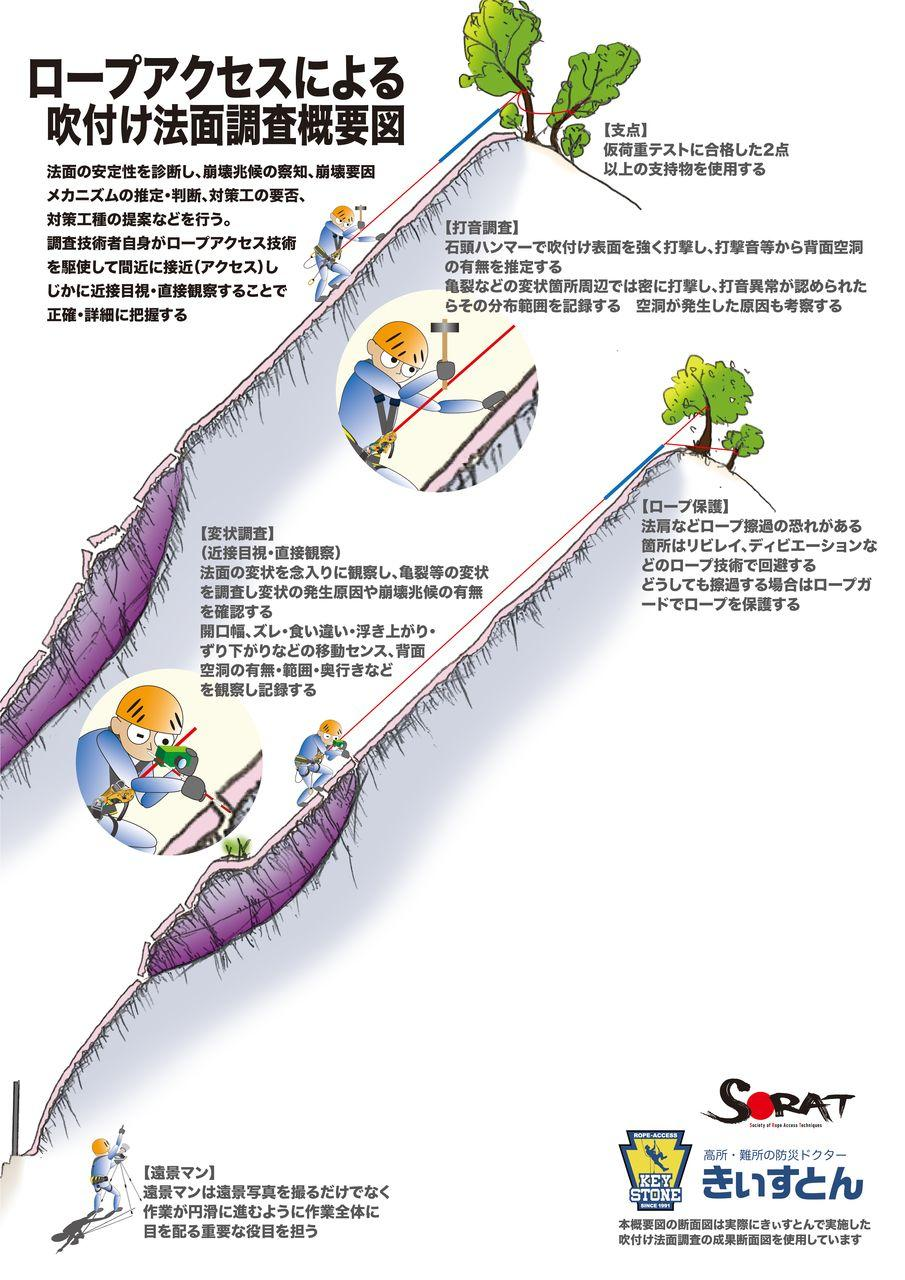 ロープアクセスによる
吹付け法面調査概要図
法面の安定性を診断し、崩壊兆候の察知、崩壊要因
メカニズムの推定・判断、対策工の要否、
対策工種の提案などを行う。
調査技術者自身がロープアクセス技術
を駆使して間近に接近(アクセス)し
じかに近接目視・直接観察することで
正確・詳細に把握する
【支点】
仮荷重テストに合格した2点
以上の支持物を使用する
【打音調査】
石頭ハンマーで吹付け表面を強く打撃し、打撃音等から背面空洞
の有無を推定する
亀裂などの変状箇所周辺では密に打撃し、打音異常が認められた
らその分布範囲を記録する　空洞が発生した原因も考察する
【ロープ保護】
法肩などロープ擦過の恐れがある
箇所はリビレイ、ディビエーションな
どのロープ技術で回避する
どうしても擦過する場合はロープガ
ードでロープを保護する
【変状調査】
(近接目視・直接観察)
法面の変状を念入りに観察し、亀裂等の変状
を調査し変状の発生原因や崩壊兆候の有無
を確認する
開口幅、ズレ・食い違い・浮き上がり・
ずり下がりなどの移動センス、背面
空洞の有無・範囲・奥行きなど
を観察し記録する
【遠景マン】
遠景マンは遠景写真を撮るだけでなく
作業が円滑に進むように作業全体に
目を配る重要な役目を担う
SORAT
Society of Rope Access Techniques
ROPE-ACCESS
KEY
STONE
SINCE 1991
高所・難所の防災ドクター
きぃすとん
本概要図の断面図は実際にきぃすとんで実施した
吹付け法面調査の成果断面図を使用しています